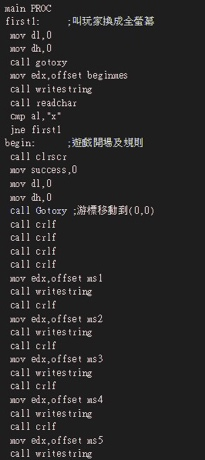 main PROC
first1:     ;叫玩家換成全螢幕
 mov dl,0
 mov dh,0
 call gotoxy
 mov edx,offset beginmes
 call writestring
 call readchar
 cmp al,"x"
 jne first1
begin:     ;遊戲開場及規則
 call clrscr
 mov success,0
 mov dl,0
 mov dh,0
 call Gotoxy ;游標移動到(0,0)
 call crlf
 call crlf
 call crlf
 call crlf
 mov edx,offset ms1
 call writestring
 call crlf
 mov edx,offset ms2
 call writestring
 call crlf
 mov edx,offset ms3
 call writestring
 call crlf
 mov edx,offset ms4
 call writestring
 call crlf
 mov edx,offset ms5
 call writestring